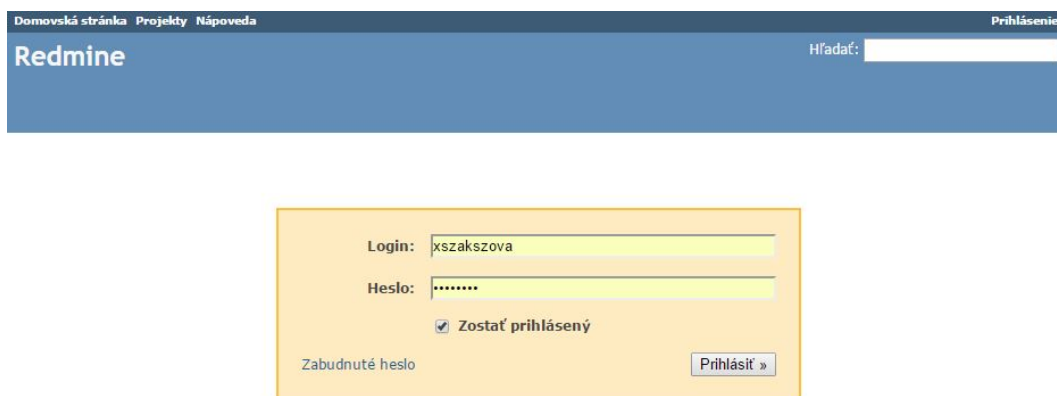 Domovská stránka Projekty Nápoveda Prihlásenie
Redmine Hľadať:
Login: xszakszova
Heslo: ••••••••
Zostať prihlásený
Zabudnuté heslo Prihlásiť »